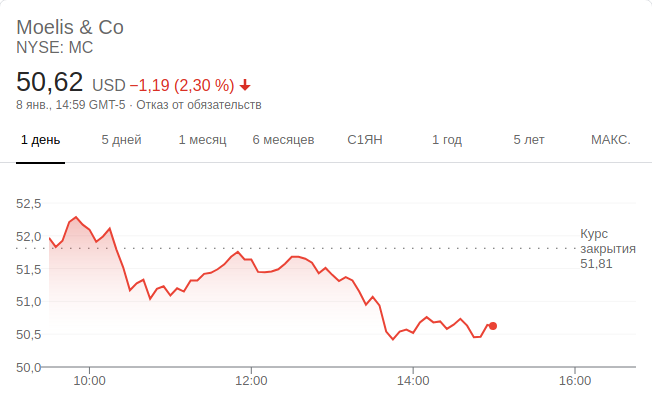 Moelis & Co
NYSE: MC
50,62 USD −1,19 (2,30 %)
8 янв., 14:59 GMT-5 · Отказ от обязательств
1 день 5 дней 1 месяц 6 месяцев С1ЯН 1 год 5 лет МАКС.
52,5
52,0
51,5
51,0
50,5
50,0
Курс
закрытия
51,81
10:00 12:00 14:00 16:00